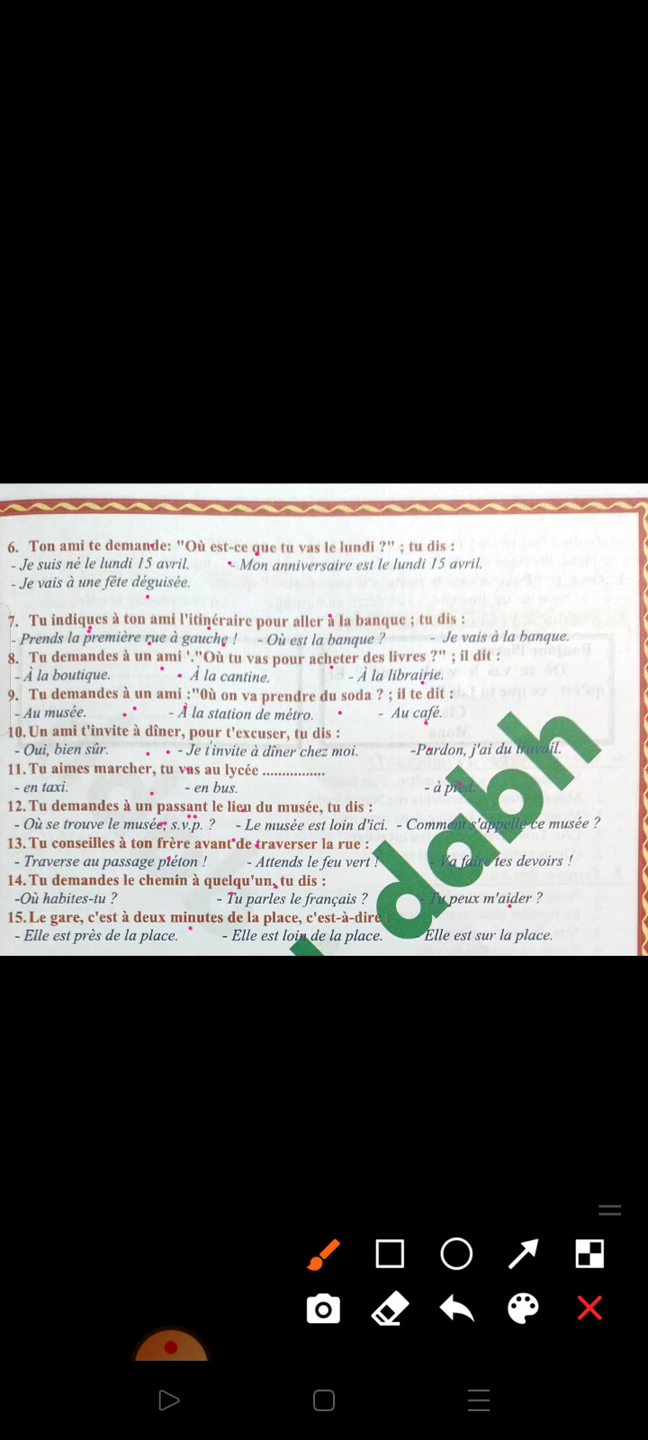 6. Ton ami te demande: "Où est-ce que tu vas le lundi ?" ; tu dis :
- Je suis né le lundi 15 avril. - Mon anniversaire est le lundi 15 avril.
- Je vais à une fête déguisée.
7. Tu indiques à ton ami l'itinéraire pour aller à la banque ; tu dis :
- Prends la première rue à gauche ! - Où est la banque ? - Je vais à la banque.
8. Tu demandes à un ami '."Où tu vas pour acheter des livres ?" ; il dit :
- À la boutique. - À la cantine. - À la librairie.
9. Tu demandes à un ami :"0ù on va prendre du soda ? ; il te dit :
- Au musée. - À la station de métro. - Au café.
10. Un ami t'invite à dîner, pour t'excuser, tu dis :
- Oui, bien sûr. - Je t'invite à dîner chez moi. -Pardon, j'ai du travail.
11. Tu aimes marcher, tu vas au lycée ................
- en taxi. - en bus. - à pied.
12. Tu demandes à un passant le lieu du musée, tu dis :
- Où se trouve le musée, s.v.p. ? - Le musée est loin d'ici. - Comment s'appelle ce musée ?
13. Tu conseilles à ton frère avant de traverser la rue :
- Traverse au passage piéton ! - Attends le feu vert ! - Va faire tes devoirs !
14. Tu demandes le chemin à quelqu'un, tu dis :
-Où habites-tu ? - Tu parles le français ? - Tu peux m'aider ?
15. Le gare, c'est à deux minutes de la place, c'est-à-dire :
- Elle est près de la place. - Elle est loin de la place. - Elle est sur la place.
dabh